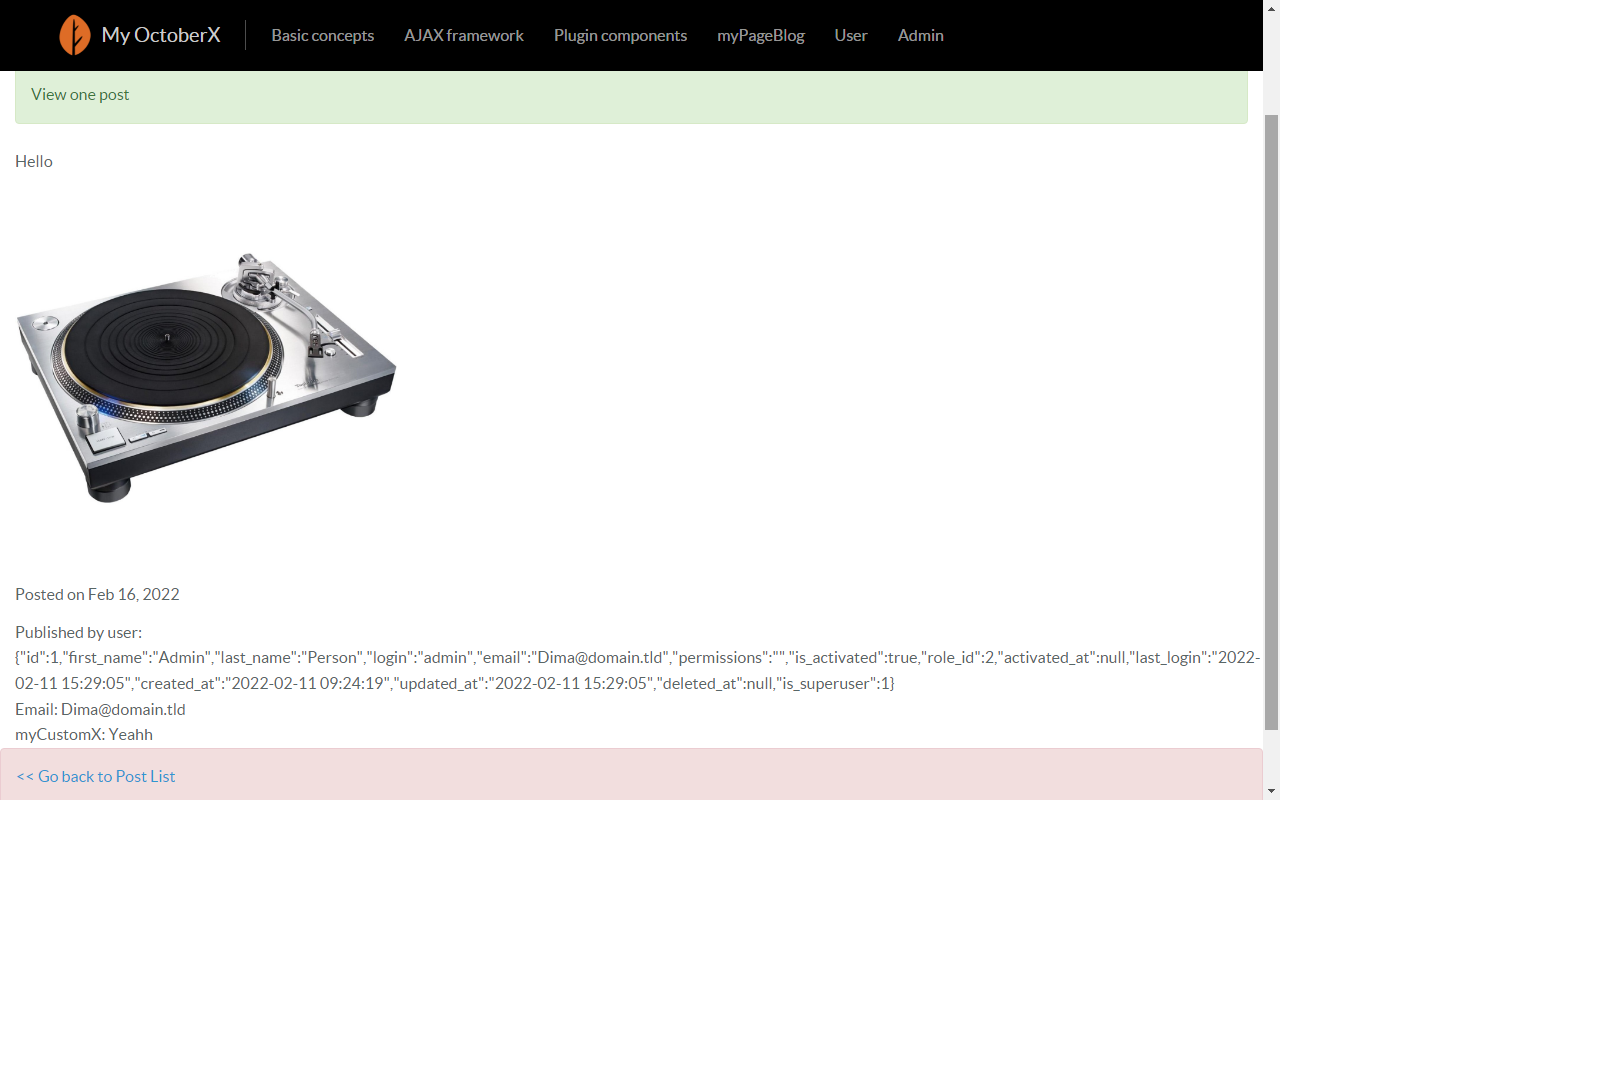 My OctoberX
Basic concepts
AJAX framework
Plugin components
myPageBlog
User
Admin
View one post
Hello
Posted on Feb 16, 2022
Published by user:
{"id":1,"first_name":"Admin","last_name":"Person","login":"admin","email":"Dima@domain.tld","permissions":"","is_activated":true,"role_id":2,"activated_at":null,"last_login":"2022-
02-11 15:29:05","created_at":"2022-02-11 09:24:19","updated_at":"2022-02-11 15:29:05","deleted_at":null,"is_superuser":1}
Email: Dima@domain.tld
myCustomX: Yeahh
<< Go back to Post List